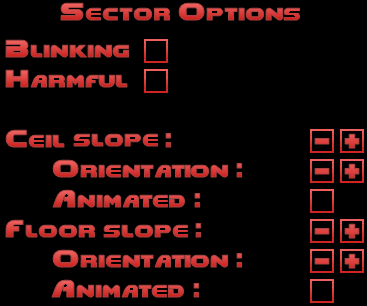 Sector Options
Blinking
Harmful
Ceil slope : - +
Orientation : - +
Animated :
Floor slope : - +
Orientation : - +
Animated :